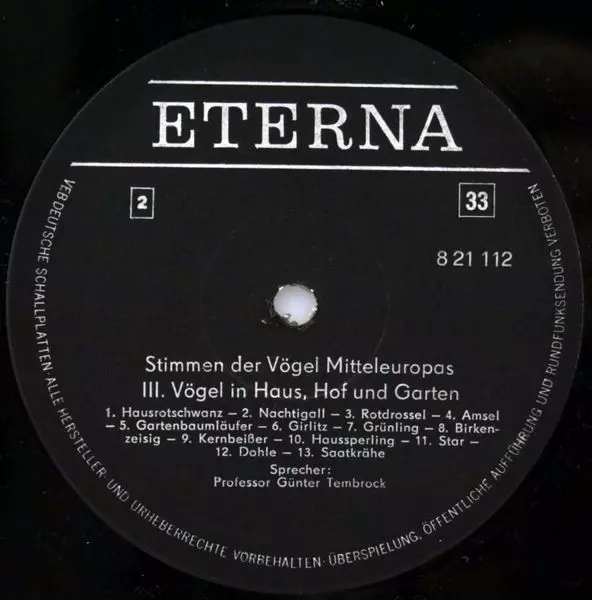 ETERNA
2
33
8 21 112
Stimmen der Vögel Mitteleuropas
III. Vögel in Haus, Hof und Garten
1. Hausrotschwanz – 2. Nachtigall – 3. Rotdrossel – 4. Amsel
– 5. Gartenbaumläufer – 6. Girlitz – 7. Grünling – 8. Birken-
zeisig – 9. Kernbeißer – 10. Haussperling – 11. Star –
12. Dohle – 13. Saatkrähe
Sprecher:
Professor Günter Tembrock
VEB DEUTSCHE SCHALLPLATTEN · ALLE HERSTELLER- UND URHEBERRECHTE VORBEHALTEN · ÜBERSPIELUNG, ÖFFENTLICHE AUFFÜHRUNG UND RUNDFUNKSENDUNG VERBOTEN